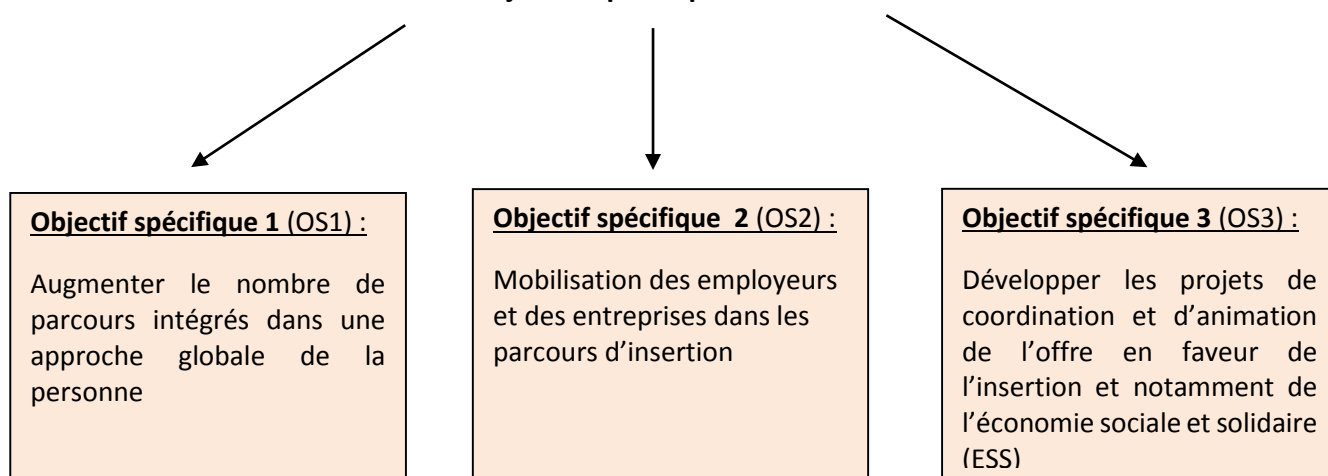 Objectif spécifique 1 (OS1) :
Augmenter le nombre de
parcours intégrés dans une
approche globale de la
personne
Objectif spécifique 2 (OS2) :
Mobilisation des employeurs
et des entreprises dans les
parcours d’insertion
Objectif spécifique 3 (OS3) :
Développer les projets de
coordination et d’animation
de l’offre en faveur de
l’insertion et notamment de
l’économie sociale et solidaire
(ESS)